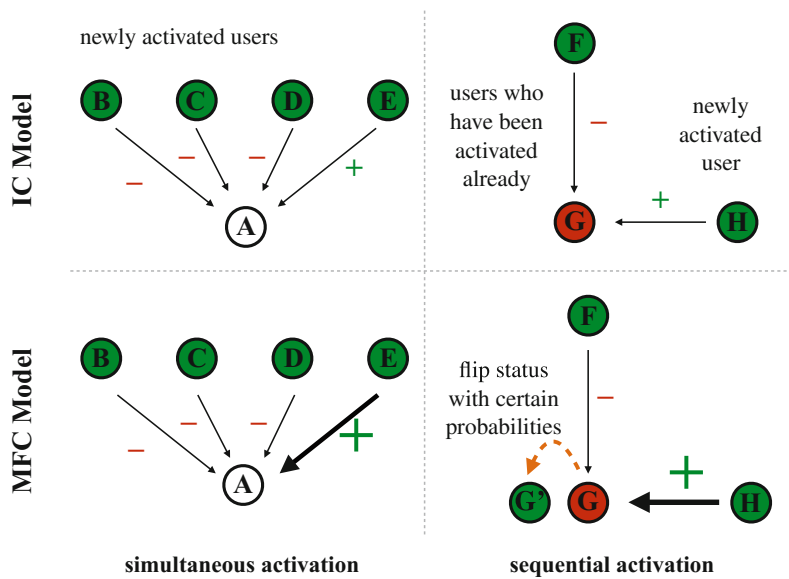 IC Model
newly activated users
B C D E
− − − +
A
F
users who
have been
activated
already
−
newly
activated
user
+
G H
MFC Model
B C D E
− − − +
A
F
flip status
with certain
probabilities
−
+
G’ G H
simultaneous activation
sequential activation